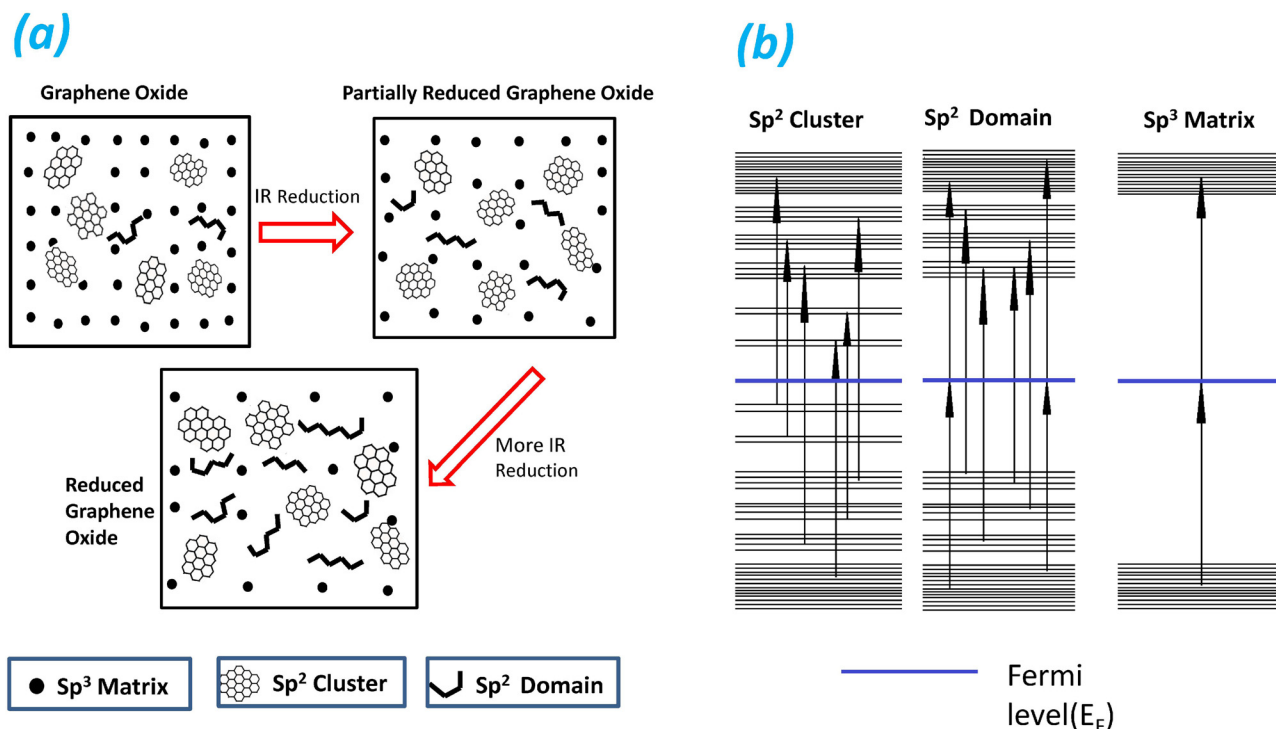 (a)
Graphene Oxide
Partially Reduced Graphene Oxide
IR Reduction
More IR
Reduction
Reduced
Graphene
Oxide
Sp³ Matrix
Sp² Cluster
Sp² Domain
(b)
Sp² Cluster
Sp² Domain
Sp³ Matrix
Fermi
level(E_F)